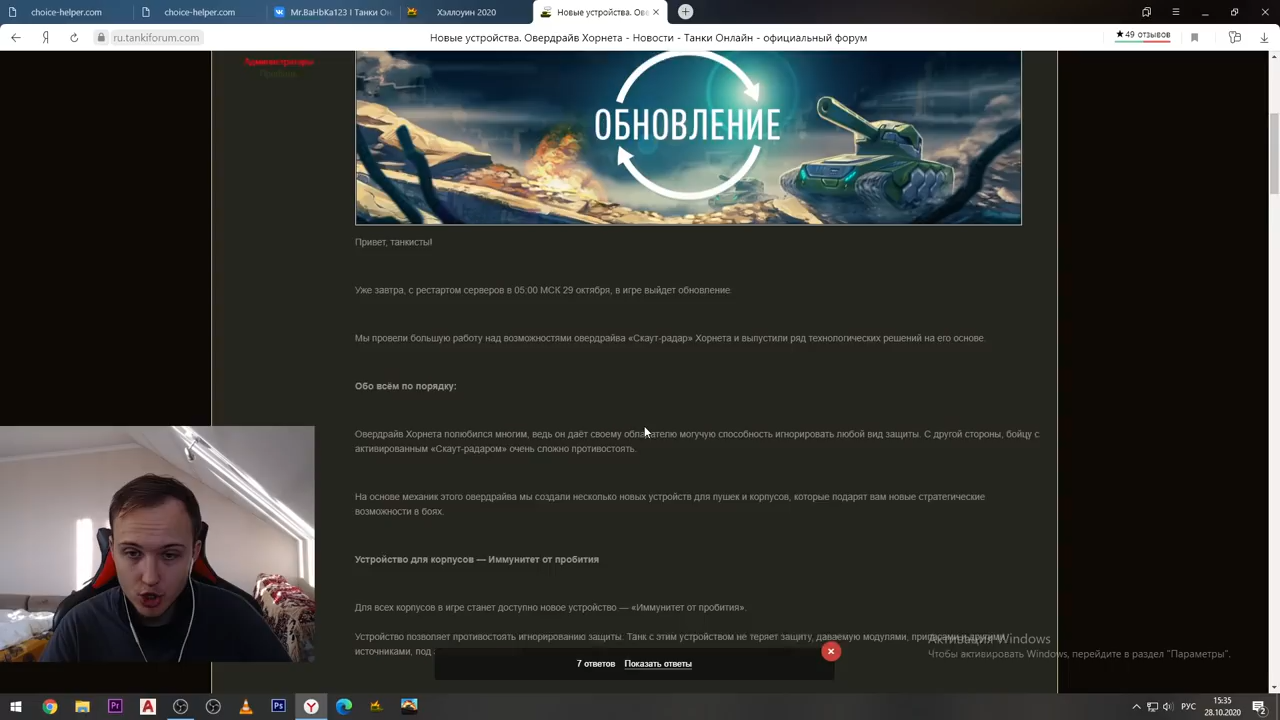 choice-helper.com
choice-helper.com
Mr.BaHbKa123 I Танки Он
Хэллоуин 2020
Новые устройства. Ове
ru.tankiforum.com
Новые устройства. Овердрайв Хорнета - Новости - Танки Онлайн - официальный форум
★49 отзывов
Администраторы
ОБНОВЛЕНИЕ
Привет, танкисты!
Уже завтра, с рестартом серверов в 05:00 МСК 29 октября, в игре выйдет обновление.
Мы провели большую работу над возможностями овердрайва «Скаут-радар» Хорнета и выпустили ряд технологических решений на его основе.
Обо всём по порядку:
Овердрайв Хорнета полюбился многим, ведь он даёт своему обладателю могучую способность игнорировать любой вид защиты. С другой стороны, бойцу с
активированным «Скаут-радаром» очень сложно противостоять.
На основе механик этого овердрайва мы создали несколько новых устройств для пушек и корпусов, которые подарят вам новые стратегические
возможности в боях.
Устройство для корпусов — Иммунитет от пробития
Для всех корпусов в игре станет доступно новое устройство — «Иммунитет от пробития».
Устройство позволяет противостоять игнорированию защиты. Танк с этим устройством не теряет защиту, даваемую модулями, припасами и другими
источниками, под
Активация Windows
Чтобы активировать Windows, перейдите в раздел "Параметры".
7 ответов Показать ответы
РУС
15:35
28.10.2020